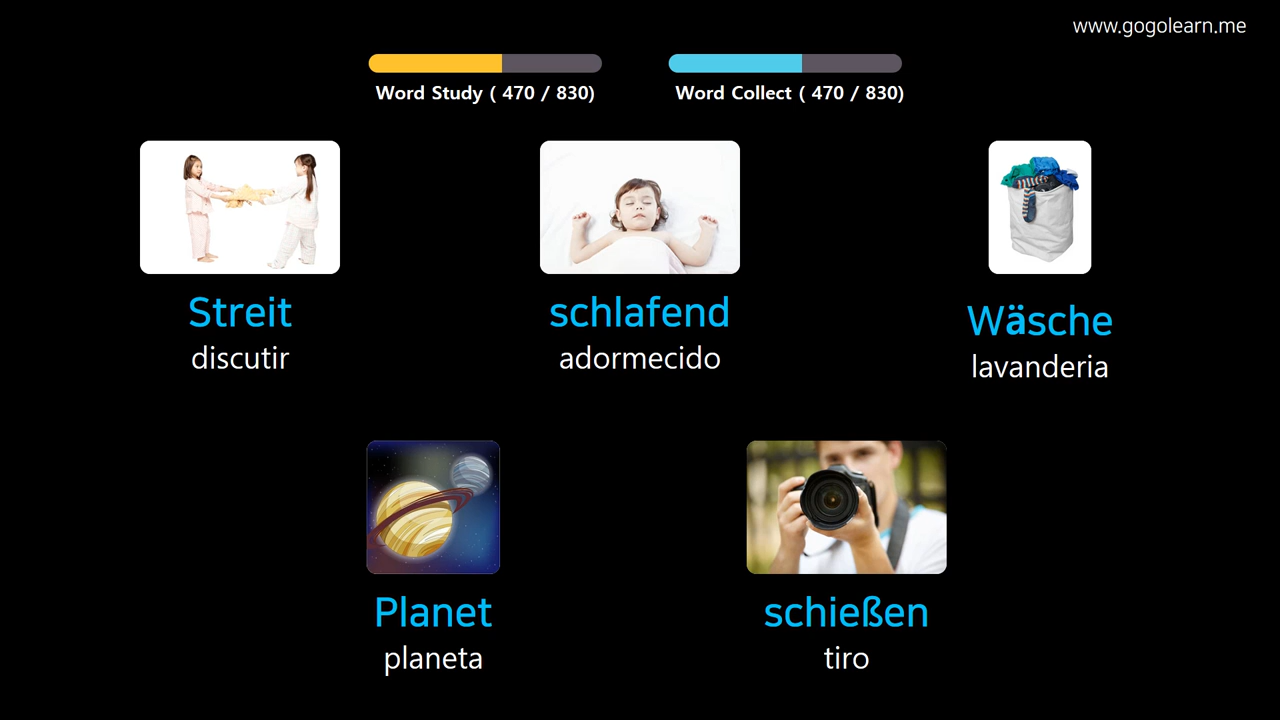 www.gogolearn.me
Word Study ( 470 / 830)
Word Collect ( 470 / 830)
Streit
discutir
schlafend
adormecido
Wäsche
lavanderia
Planet
planeta
schießen
tiro